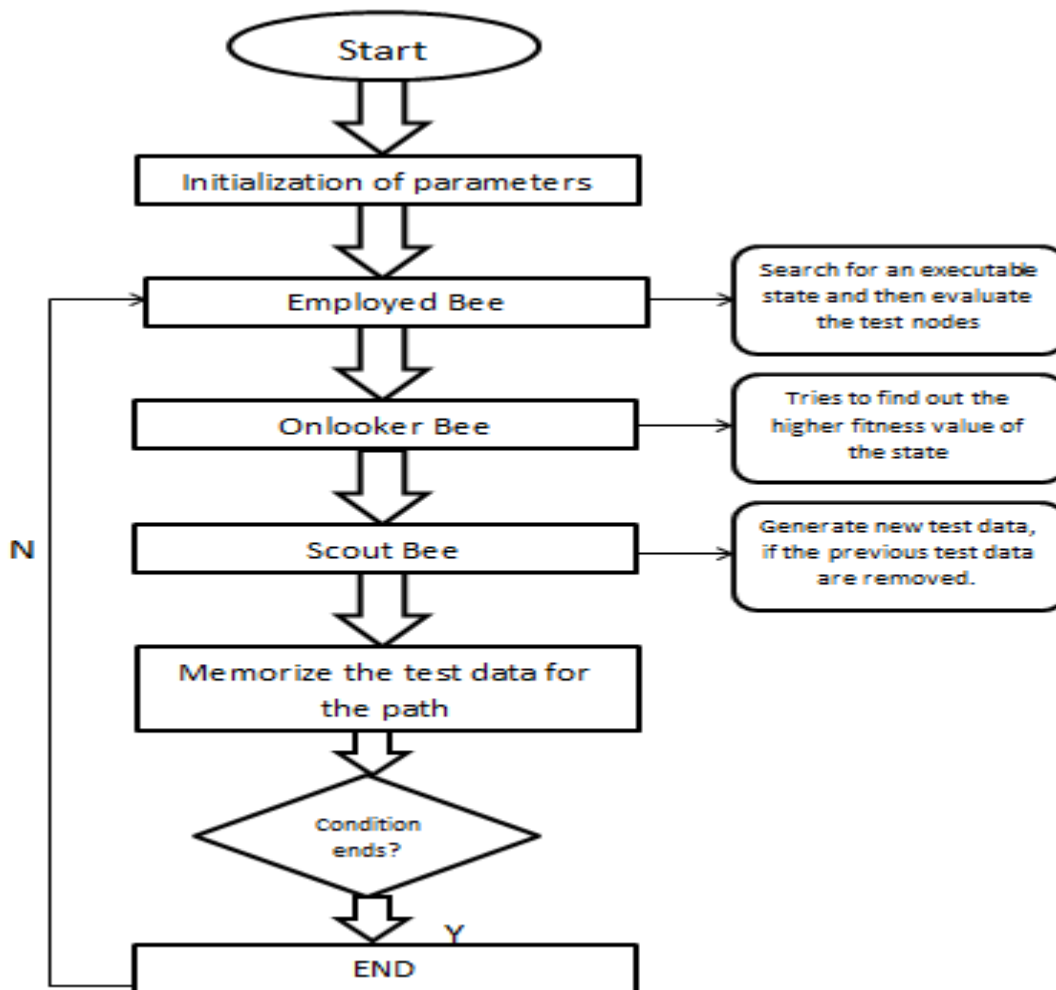 Start
Initialization of parameters
Employed Bee
Search for an executable
state and then evaluate
the test nodes
Onlooker Bee
Tries to find out the
higher fitness value of
the state
Scout Bee
Generate new test data,
if the previous test data
are removed.
N
Memorize the test data for
the path
Condition
ends?
Y
END